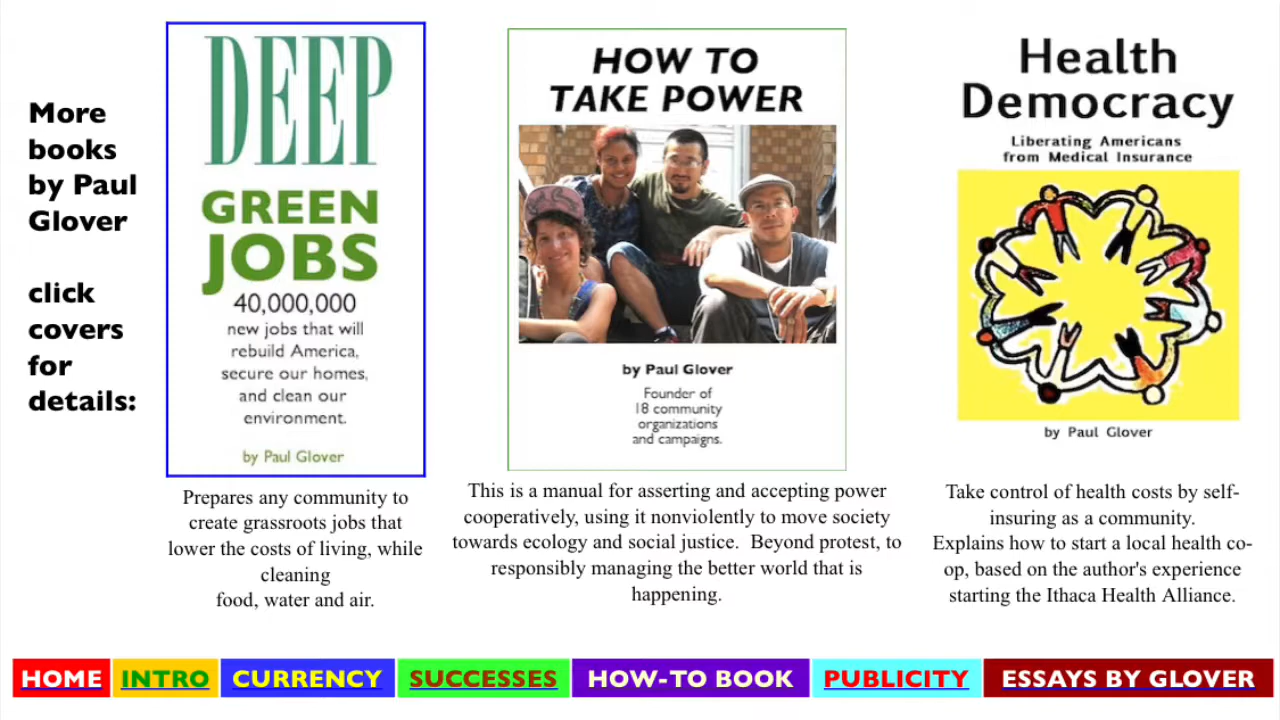 More
books
by Paul
Glover
click
covers
for
details:
DEEP
GREEN
JOBS
40,000,000
new jobs that will
rebuild America,
secure our homes,
and clean our
environment.
by Paul Glover
Prepares any community to
create grassroots jobs that
lower the costs of living, while
cleaning
food, water and air.
HOW TO
TAKE POWER
by Paul Glover
Founder of
18 community
organizations
and campaigns.
This is a manual for asserting and accepting power
cooperatively, using it nonviolently to move society
towards ecology and social justice.  Beyond protest, to
responsibly managing the better world that is
happening.
Health
Democracy
Liberating Americans
from Medical Insurance
by Paul Glover
Take control of health costs by self-
insuring as a community.
Explains how to start a local health co-
op, based on the author's experience
starting the Ithaca Health Alliance.
HOME INTRO CURRENCY SUCCESSES HOW-TO BOOK PUBLICITY ESSAYS BY GLOVER